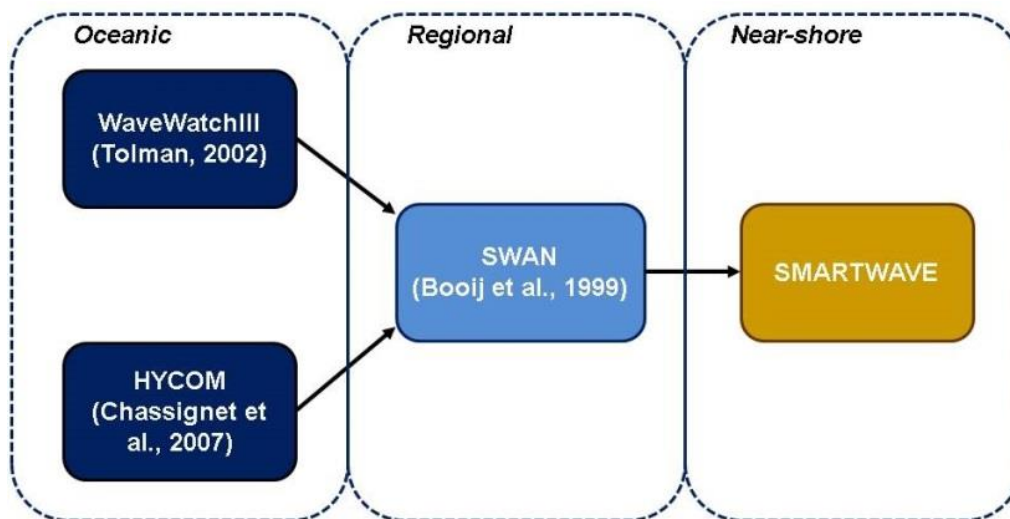 Oceanic
Regional
Near-shore
WaveWatchIII
(Tolman, 2002)
SWAN
(Booij et al., 1999)
SMARTWAVE
HYCOM
(Chassignet et
al., 2007)